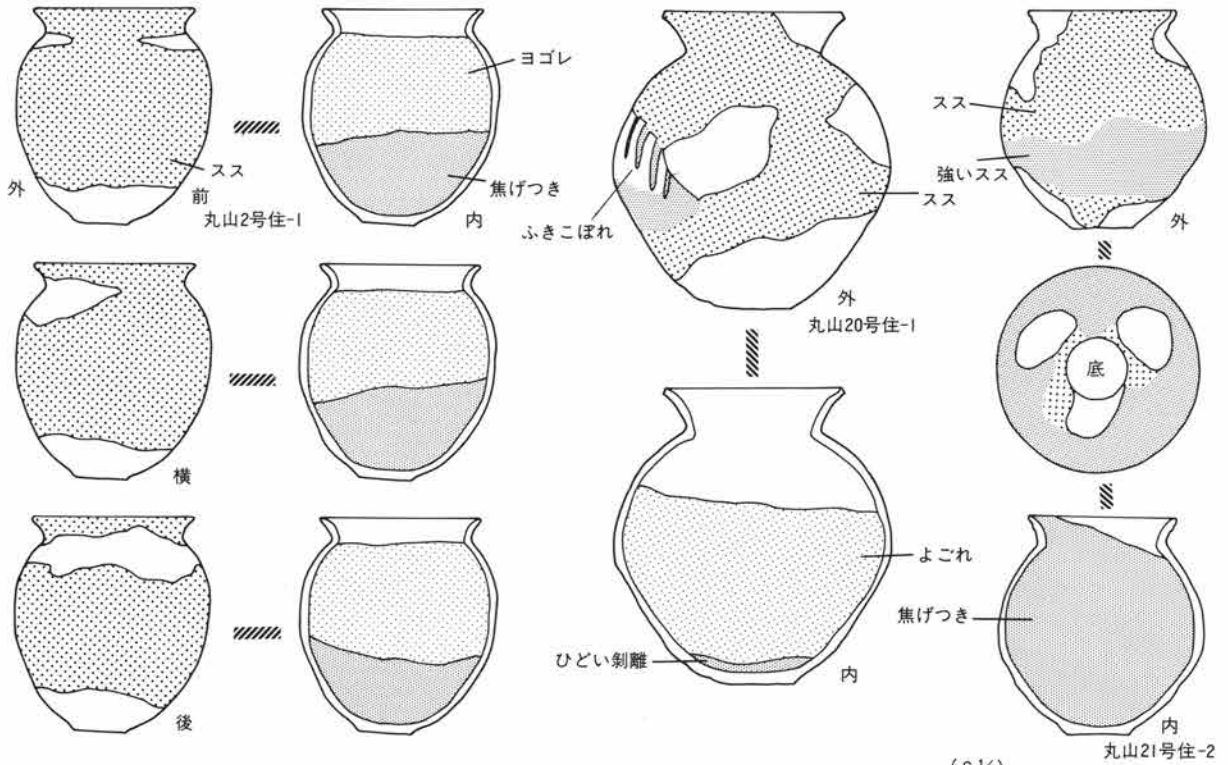 ヨゴレ
スス
焦げつき
外
前
丸山2号住-1
内
横
後
ふきこぼれ
スス
外
丸山20号住-1
よごれ
ひどい剝離
内
スス
強いスス
外
底
焦げつき
内
丸山21号住-2